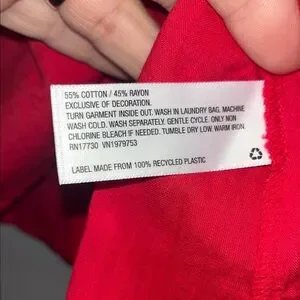 55% COTTON / 45% RAYON
EXCLUSIVE OF DECORATION.
TURN GARMENT INSIDE OUT. WASH IN LAUNDRY BAG. MACHINE
WASH COLD. WASH SEPARATELY. GENTLE CYCLE. ONLY NON
CHLORINE BLEACH IF NEEDED. TUMBLE DRY LOW. WARM IRON.
RN17730 VN1979753
LABEL MADE FROM 100% RECYCLED PLASTIC